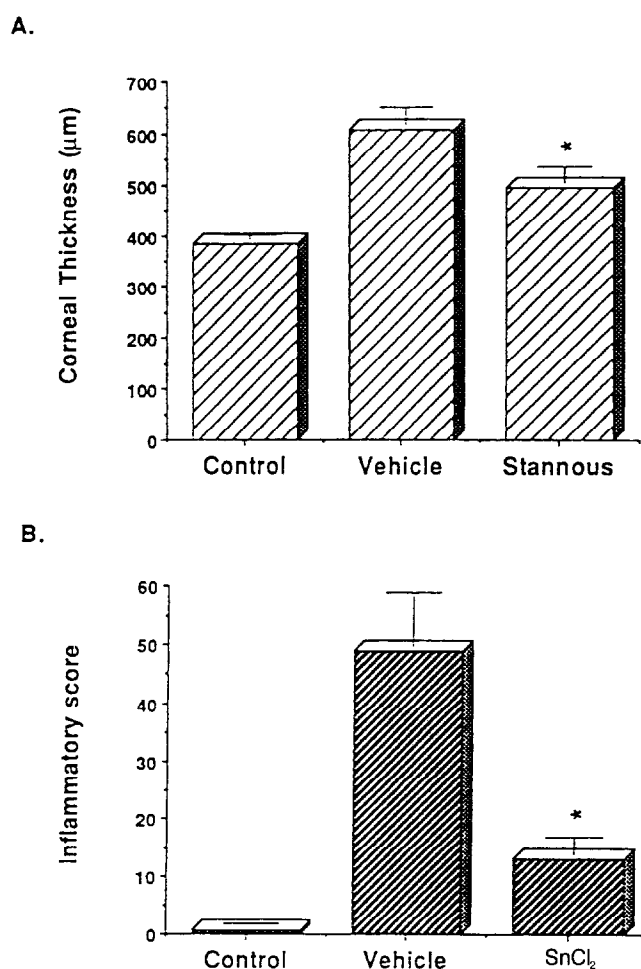 A.
Corneal Thickness (μm)
700
600
500
400
300
200
100
0
*
Control Vehicle Stannous
B.
Inflammatory score
60
50
40
30
20
10
0
*
Control Vehicle SnCl₂